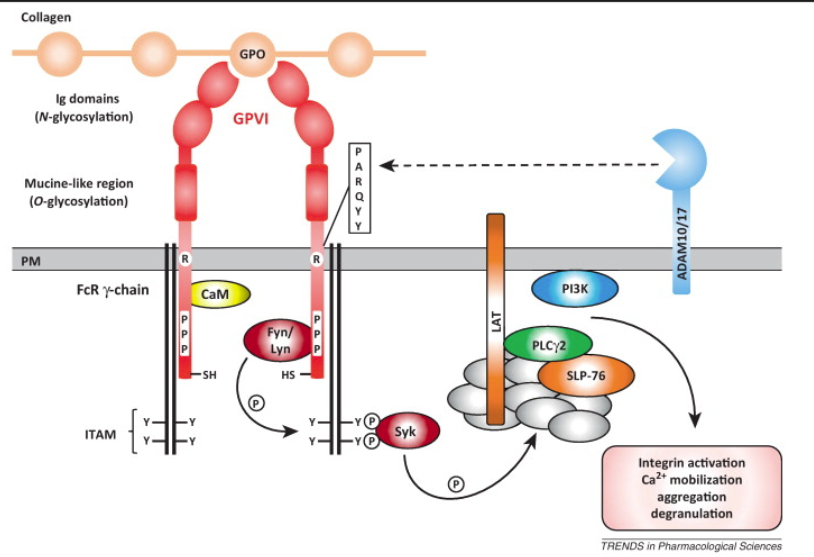 Collagen
GPO
Ig domains
(N-glycosylation)
GPVI
P
A
R
Q
Y
Y
Mucine-like region
(O-glycosylation)
ADAM10/17
PM
R
R
FcR γ-chain
CaM
PI3K
LAT
P
P
P
Fyn/
Lyn
P
P
P
PLCγ2
SLP-76
SH
HS
P
ITAM
Y
Y
Y
Y
Y
Y
P
Y
Y
P
Syk
P
Integrin activation
Ca2+ mobilization
aggregation
degranulation
TRENDS in Pharmacological Sciences